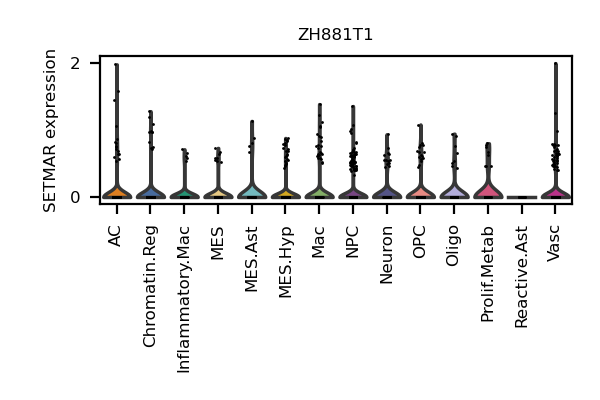 ZH881T1
SETMAR expression
2
0
AC
Chromatin.Reg
Inflammatory.Mac
MES
MES.Ast
MES.Hyp
Mac
NPC
Neuron
OPC
Oligo
Prolif.Metab
Reactive.Ast
Vasc